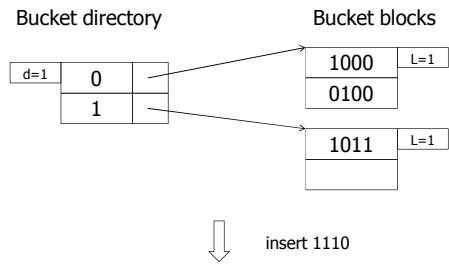 Bucket directory
Bucket blocks
d=1
0
1
1000
L=1
0100
1011
L=1
insert 1110